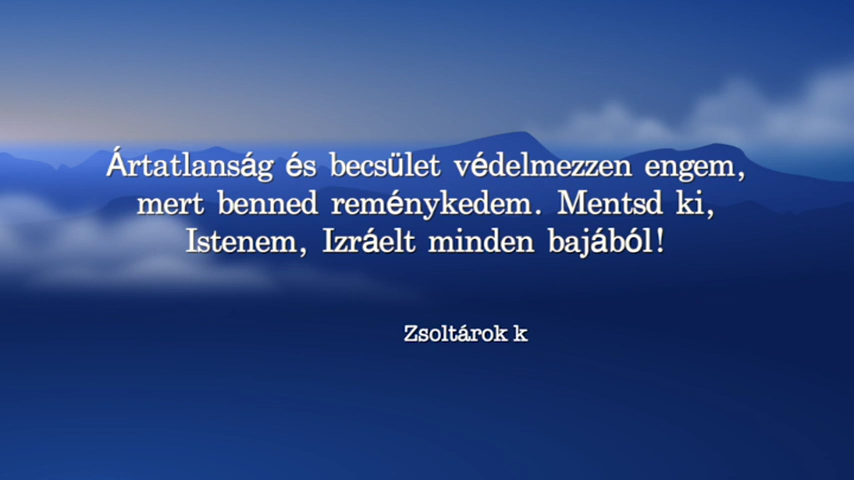 Ártatlanság és becsület védelmezzen engem,
mert benned reménykedem. Mentsd ki,
Istenem, Izráelt minden bajából!
Zsoltárok k